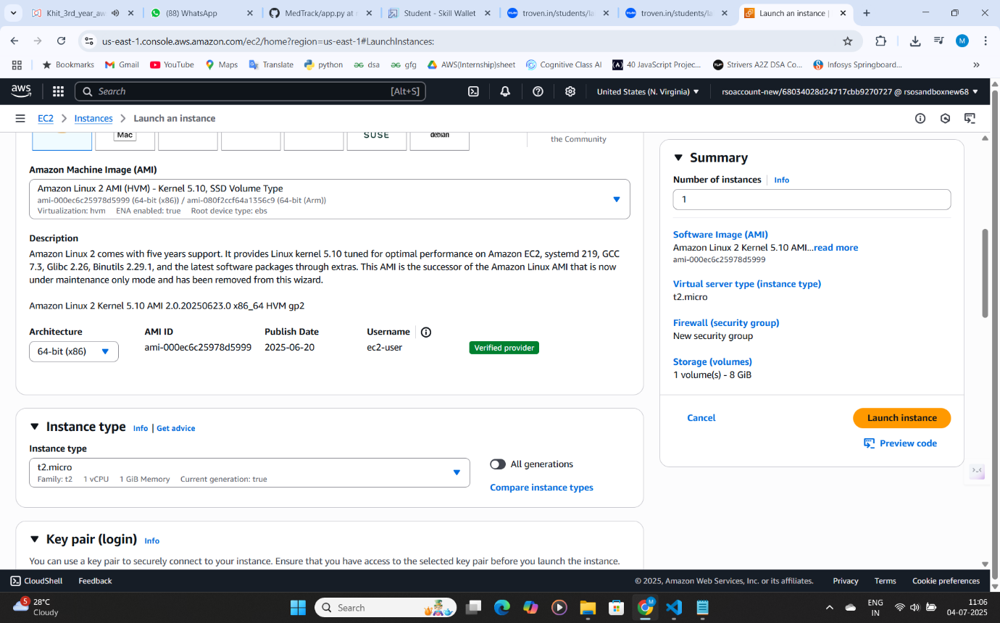 Khit_3rd_year_aw
(88) WhatsApp
MedTrack/app.py at
Student - Skill Wallet
troven.in/students/la
troven.in/students/la
Launch an instance |
us-east-1.console.aws.amazon.com/ec2/home?region=us-east-1#LaunchInstances:
M
Bookmarks
Gmail
YouTube
Maps
Translate
python
dsa
gfg
AWS(Internship)sheet
Cognitive Class AI
40 JavaScript Projec...
Strivers A2Z DSA Co...
Infosys Springboard...
aws
Search
[Alt+S]
United States (N. Virginia)
rsoaccount-new/68034028d24717cbb9270727 @ rsosandboxnew68
EC2
Instances
Launch an instance
Mac
SUSE
debian
the Community
Amazon Machine Image (AMI)
Amazon Linux 2 AMI (HVM) - Kernel 5.10, SSD Volume Type
ami-000ec6c25978d5999 (64-bit (x86)) / ami-080f2ccf64a1356c9 (64-bit (Arm))
Virtualization: hvm ENA enabled: true Root device type: ebs
Description
Amazon Linux 2 comes with five years support. It provides Linux kernel 5.10 tuned for optimal performance on Amazon EC2, systemd 219, GCC
7.3, Glibc 2.26, Binutils 2.29.1, and the latest software packages through extras. This AMI is the successor of the Amazon Linux AMI that is now
under maintenance only mode and has been removed from this wizard.
Amazon Linux 2 Kernel 5.10 AMI 2.0.20250623.0 x86_64 HVM gp2
Architecture
64-bit (x86)
AMI ID
ami-000ec6c25978d5999
Publish Date
2025-06-20
Username
ec2-user
Verified provider
Instance type
Info | Get advice
Instance type
t2.micro
Family: t2 1 vCPU 1 GiB Memory Current generation: true
All generations
Compare instance types
Key pair (login)
Info
You can use a key pair to securely connect to your instance. Ensure that you have access to the selected key pair before you launch the instance.
Summary
Number of instances
Info
1
Software Image (AMI)
Amazon Linux 2 Kernel 5.10 AMI...read more
ami-000ec6c25978d5999
Virtual server type (instance type)
t2.micro
Firewall (security group)
New security group
Storage (volumes)
1 volume(s) - 8 GiB
Cancel
Launch instance
Preview code
CloudShell
Feedback
© 2025, Amazon Web Services, Inc. or its affiliates.
Privacy
Terms
Cookie preferences
5
28°C
Cloudy
Search
M
ENG
IN
11:06
04-07-2025